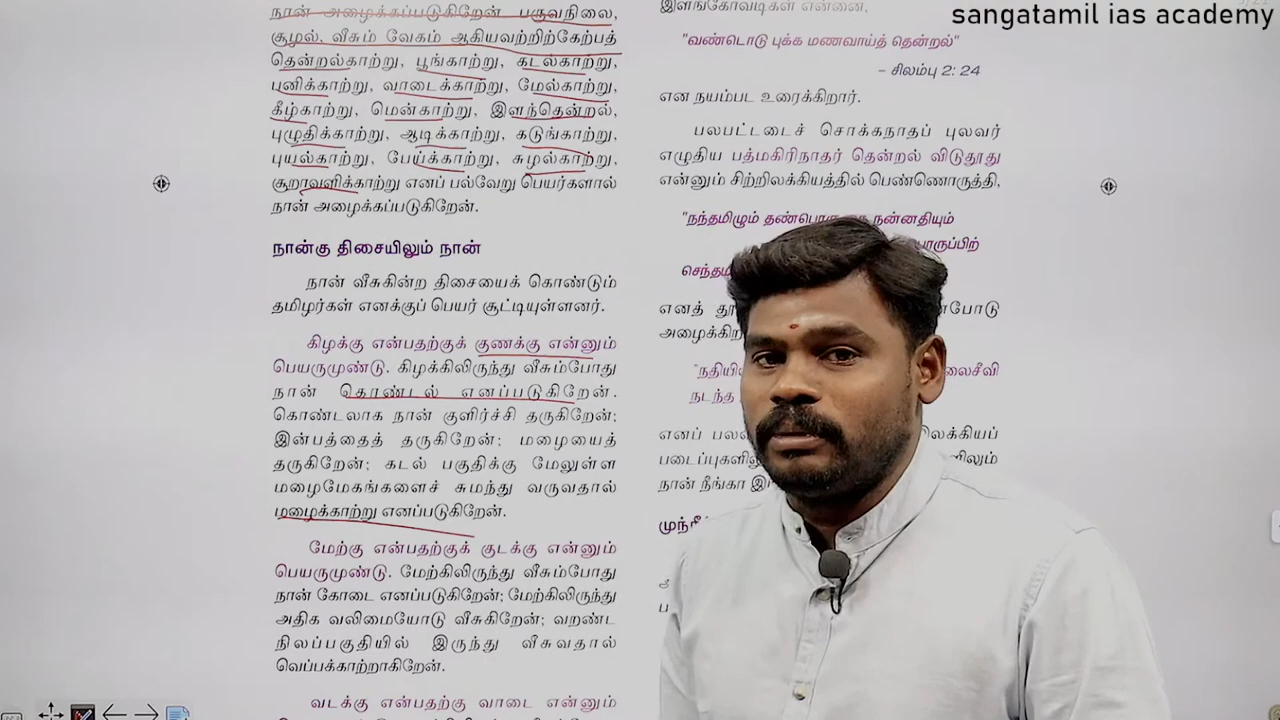 sangatamil ias academy
நான் அழைக்கப்படுகிறேன். பருவநிலை,
சூழல், வீசும் வேகம் ஆகியவற்றிற்கேற்பத்
தென்றல்காற்று, பூங்காற்று, கடல்காற்று,
புனிக்காற்று, வாடைக்காற்று, மேல்காற்று,
கீழ்காற்று, மென்காற்று, இளந்தென்றல்,
புழுதிக்காற்று, ஆடிக்காற்று, கடுங்காற்று,
புயல்காற்று, பேய்க்காற்று, சுழல்காற்று,
சூறாவளிக்காற்று எனப் பல்வேறு பெயர்களால்
நான் அழைக்கப்படுகிறேன்.
நான்கு திசையிலும் நான்
நான் வீசுகின்ற திசையைக் கொண்டும்
தமிழர்கள் எனக்குப் பெயர் சூட்டியுள்ளனர்.
கிழக்கு என்பதற்குக் குணக்கு என்னும்
பெயருமுண்டு. கிழக்கிலிருந்து வீசும்போது
நான் கொண்டல் எனப்படுகிறேன்.
கொண்டலாக நான் குளிர்ச்சி தருகிறேன்;
இன்பத்தைத் தருகிறேன்; மழையைத்
தருகிறேன்; கடல் பகுதிக்கு மேலுள்ள
மழைமேகங்களைச் சுமந்து வருவதால்
மழைக்காற்று எனப்படுகிறேன்.
மேற்கு என்பதற்குக் குடக்கு என்னும்
பெயருமுண்டு. மேற்கிலிருந்து வீசும்போது
நான் கோடை எனப்படுகிறேன்; மேற்கிலிருந்து
அதிக வலிமையோடு வீசுகிறேன்; வறண்ட
நிலப்பகுதியில் இருந்து வீசுவதால்
வெப்பக்காற்றாகிறேன்.
வடக்கு என்பதற்கு வாடை என்னும்
இளங்கோவடிகள் என்னை,
"வண்டொடு புக்க மணவாய்த் தென்றல்"
– சிலம்பு 2: 24
என நயம்பட உரைக்கிறார்.
பலபட்டடைச் சொக்கநாதப் புலவர்
எழுதிய பத்மகிரிநாதர் தென்றல் விடுதூது
என்னும் சிற்றிலக்கியத்தில் பெண்ணொருத்தி,
"நந்தமிழும் நன்னதியும்
எனத்
எனப்
நான் நீங்கா